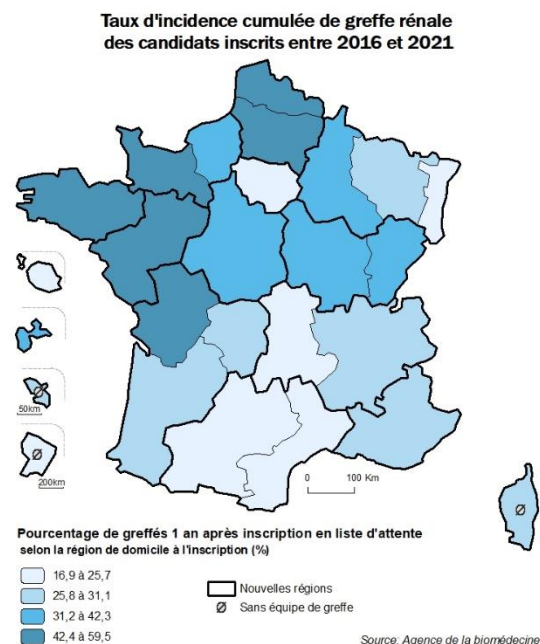 Taux d'incidence cumulée de greffe rénale
des candidats inscrits entre 2016 et 2021
50km
200km
0 100 Km
Pourcentage de greffés 1 an après inscription en liste d'attente
selon la région de domicile à l'inscription (%)
16,9 à 25,7
25,8 à 31,1
31,2 à 42,3
42,4 à 59,5
Nouvelles régions
Sans équipe de greffe
Source: Agence de la biomédecine